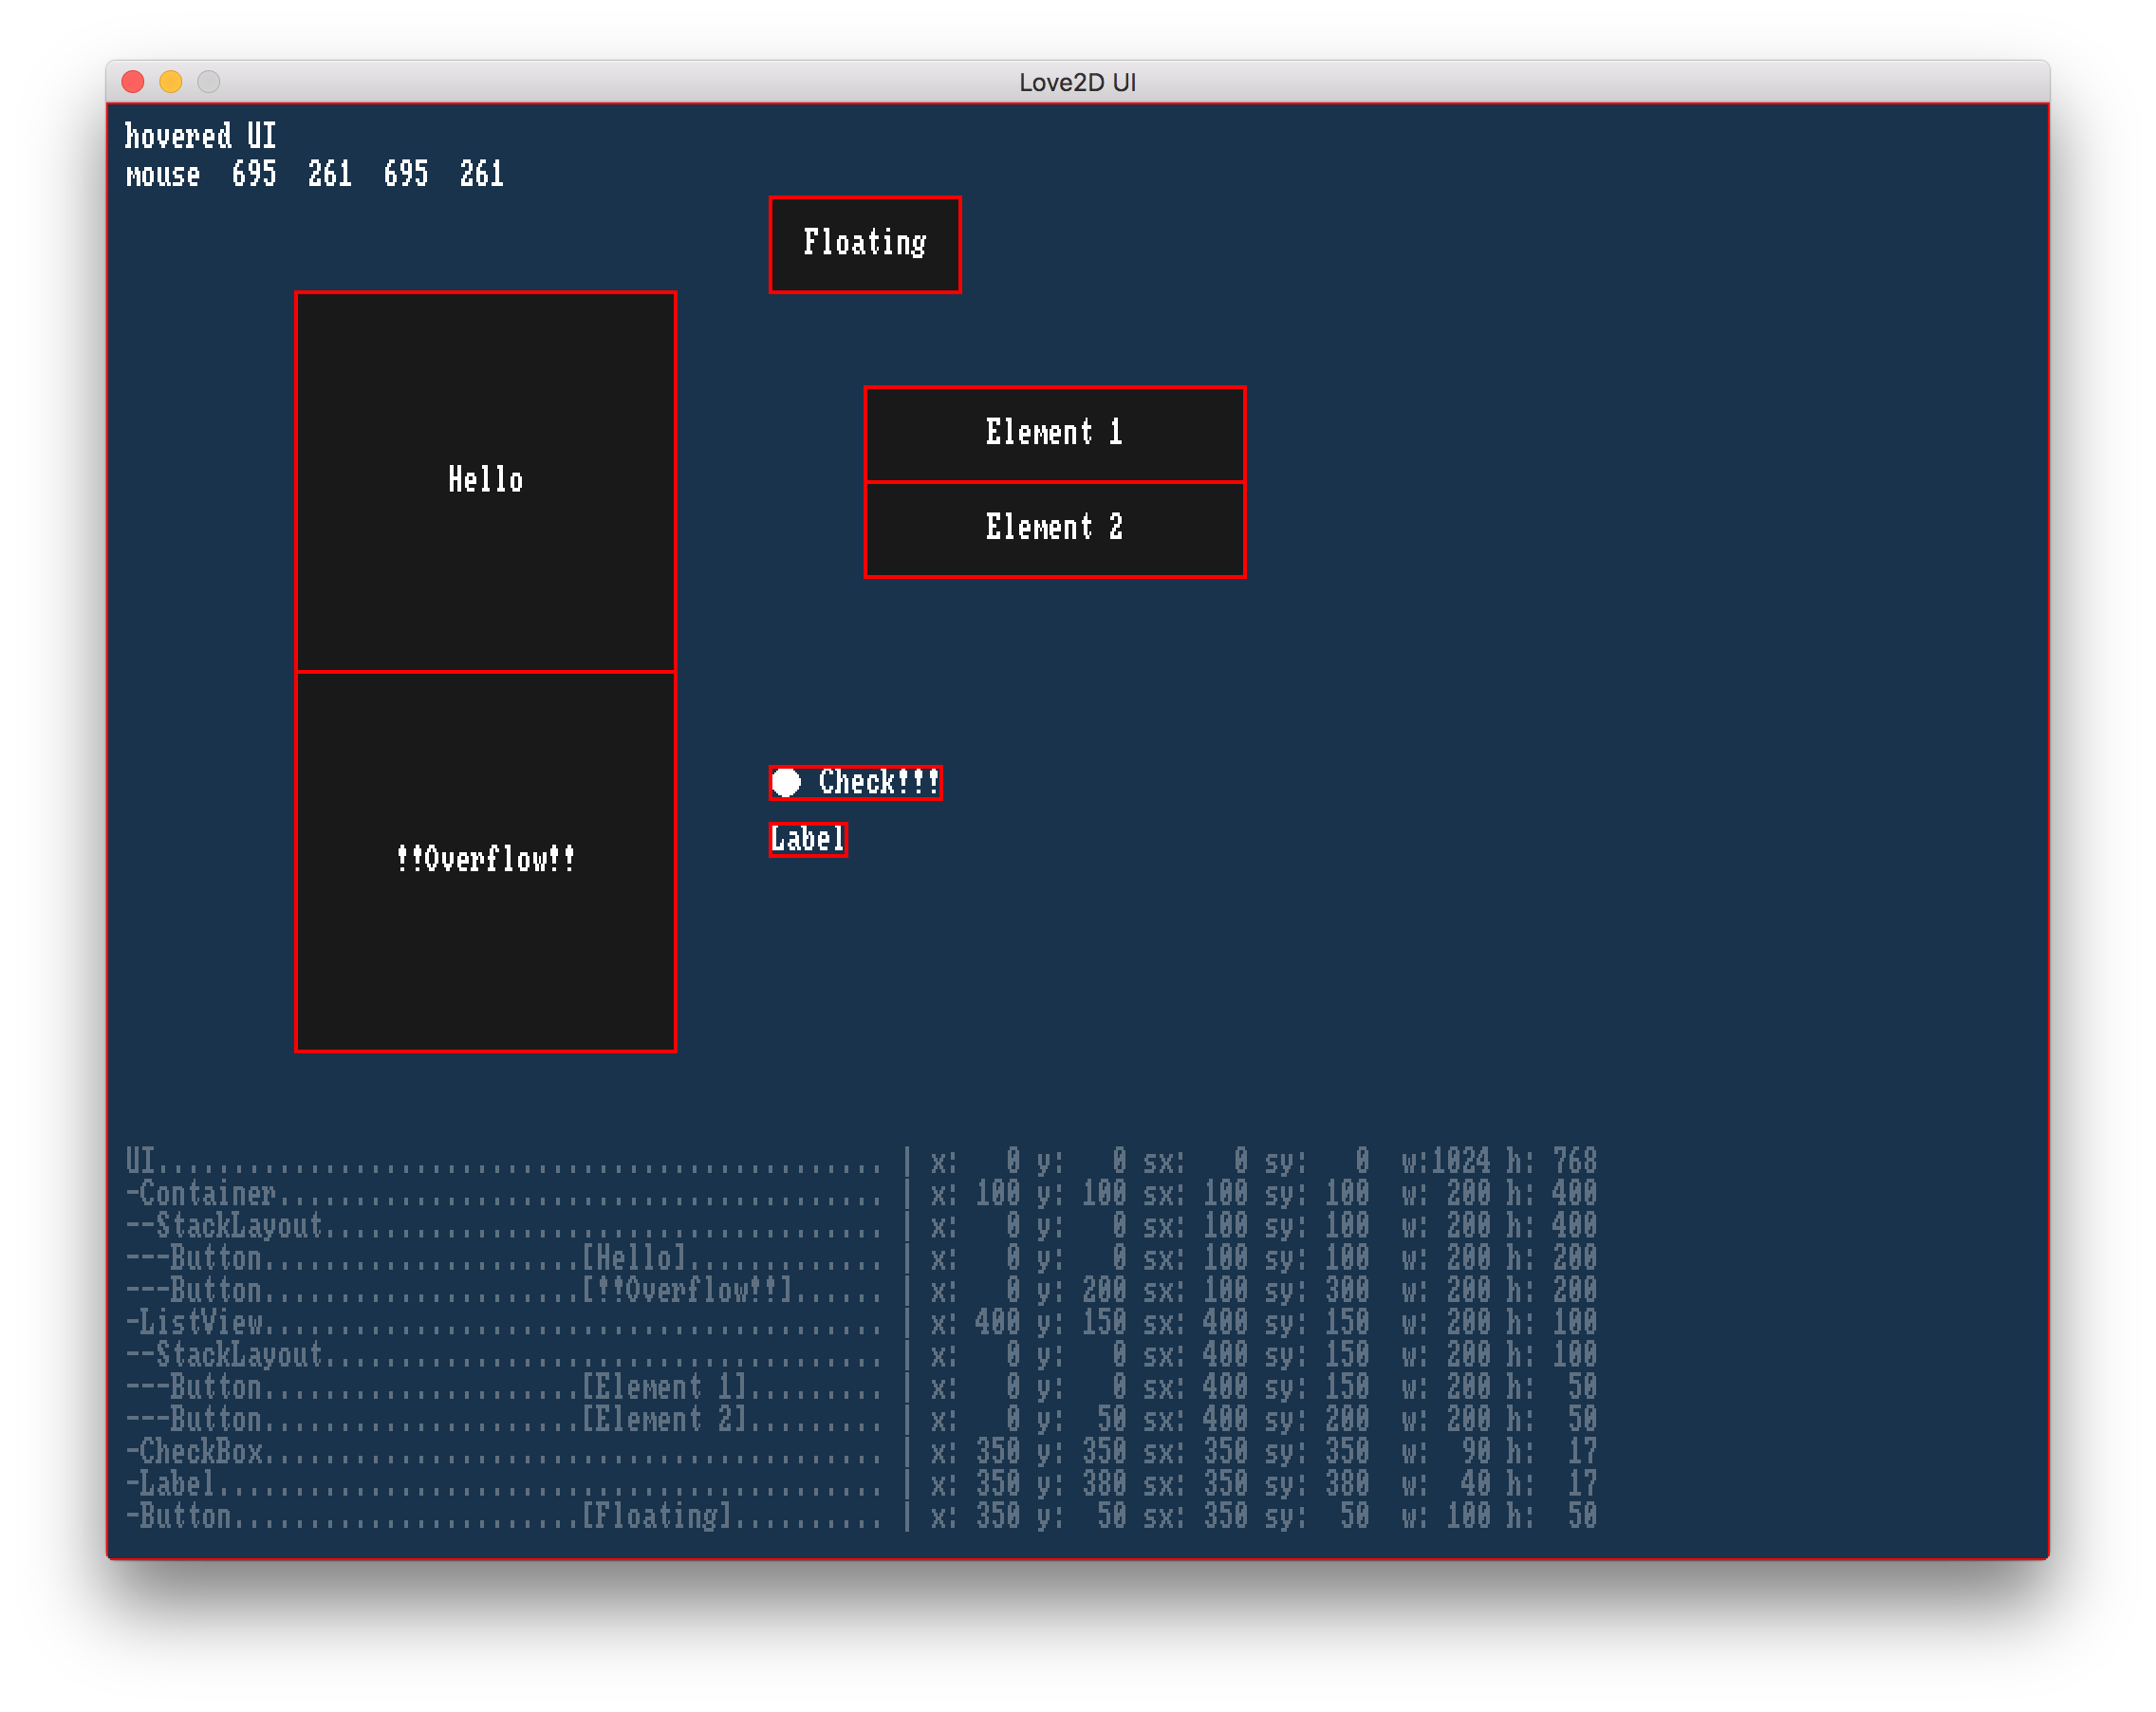 Love2D UI
hovered UI
mouse  695  261  695  261
Floating
Hello
Element 1
Element 2
Check!!!
Label
!!Overflow!!
UI................................................ | x:   0 y:   0 sx:   0 sy:   0  w:1024 h: 768
-Container........................................ | x: 100 y: 100 sx: 100 sy: 100  w: 200 h: 400
--StackLayout..................................... | x:   0 y:   0 sx: 100 sy: 100  w: 200 h: 400
---Button.....................[Hello]............. | x:   0 y:   0 sx: 100 sy: 100  w: 200 h: 200
---Button.....................[!!Overflow!!]...... | x:   0 y: 200 sx: 100 sy: 300  w: 200 h: 200
-ListView......................................... | x: 400 y: 150 sx: 400 sy: 150  w: 200 h: 100
--StackLayout..................................... | x:   0 y:   0 sx: 400 sy: 150  w: 200 h: 100
---Button.....................[Element 1]......... | x:   0 y:   0 sx: 400 sy: 150  w: 200 h:  50
---Button.....................[Element 2]......... | x:   0 y:  50 sx: 400 sy: 200  w: 200 h:  50
-CheckBox......................................... | x: 350 y: 350 sx: 350 sy: 350  w:  90 h:  17
-Label............................................ | x: 350 y: 380 sx: 350 sy: 380  w:  40 h:  17
-Button.......................[Floating].......... | x: 350 y:  50 sx: 350 sy:  50  w: 100 h:  50